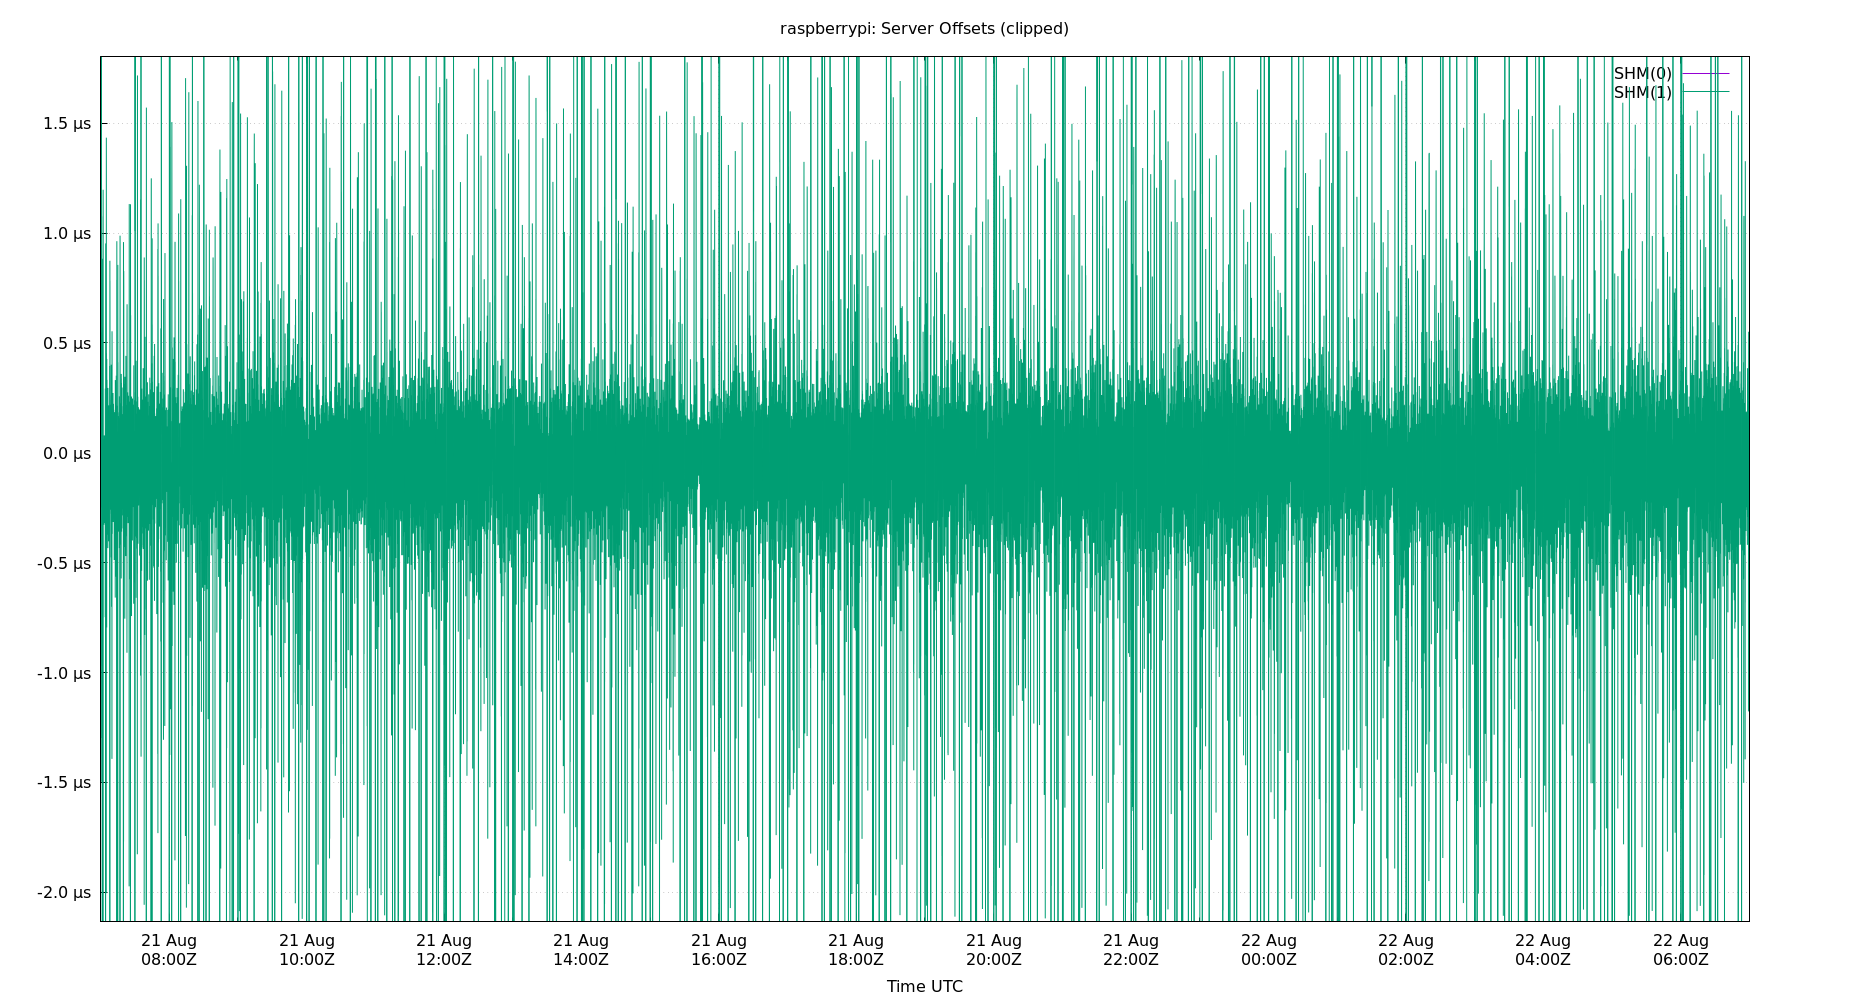 raspberrypi: Server Offsets (clipped)
SHM(0)
SHM(1)
1.5 µs
1.0 µs
0.5 µs
0.0 µs
-0.5 µs
-1.0 µs
-1.5 µs
-2.0 µs
21 Aug 21 Aug 21 Aug 21 Aug 21 Aug 21 Aug 21 Aug 21 Aug 22 Aug 22 Aug 22 Aug 22 Aug
08:00Z 10:00Z 12:00Z 14:00Z 16:00Z 18:00Z 20:00Z 22:00Z 00:00Z 02:00Z 04:00Z 06:00Z
Time UTC